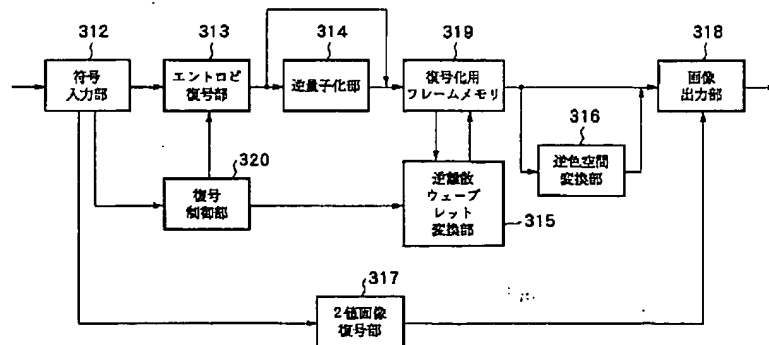 312
313
314
319
318
符号
入力部
エントロピ
復号部
逆量子化部
復号化用
フレームメモリ
画像
出力部
316
逆色空間
変換部
320
復号
制御部
逆離散
ウェーブ
レット
変換部
315
317
2値画像
復号部